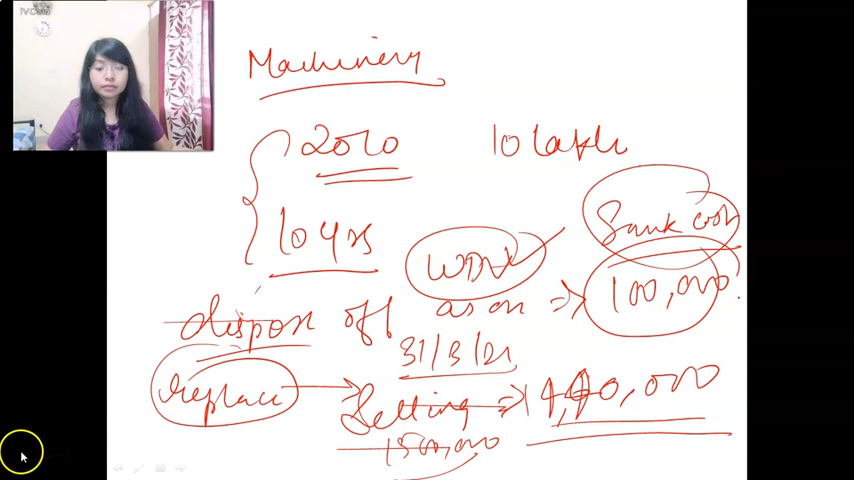 Machinery
2010 10 lakh
10 yrs
WDV Sunk cost
dispose off as on ⇒ 100,000
31/3/21
replace → Selling ⇒ 1,40,000
1500,000